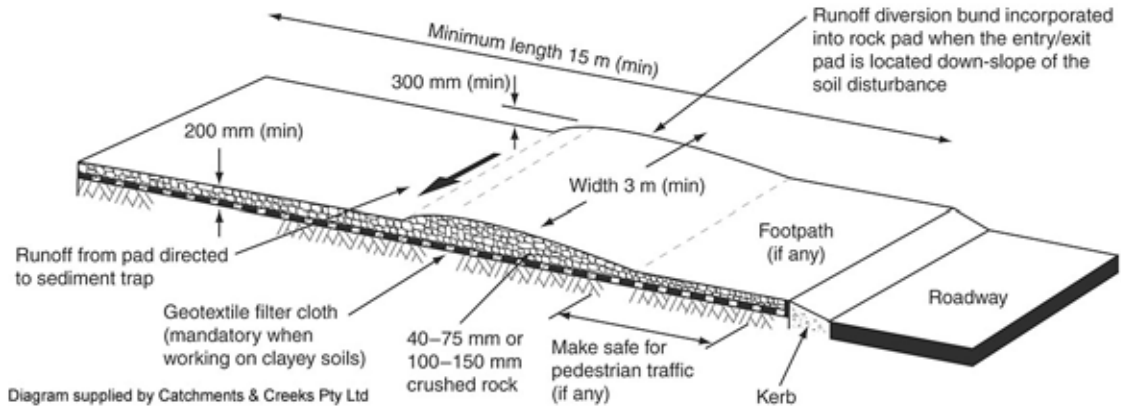 Minimum length 15 m (min)
Runoff diversion bund incorporated
into rock pad when the entry/exit
pad is located down-slope of the
soil disturbance
300 mm (min)
200 mm (min)
Width 3 m (min)
Footpath
(if any)
Roadway
Runoff from pad directed
to sediment trap
Geotextile filter cloth
(mandatory when
working on clayey soils)
40–75 mm or
100–150 mm
crushed rock
Make safe for
pedestrian traffic
(if any)
Kerb
Diagram supplied by Catchments & Creeks Pty Ltd